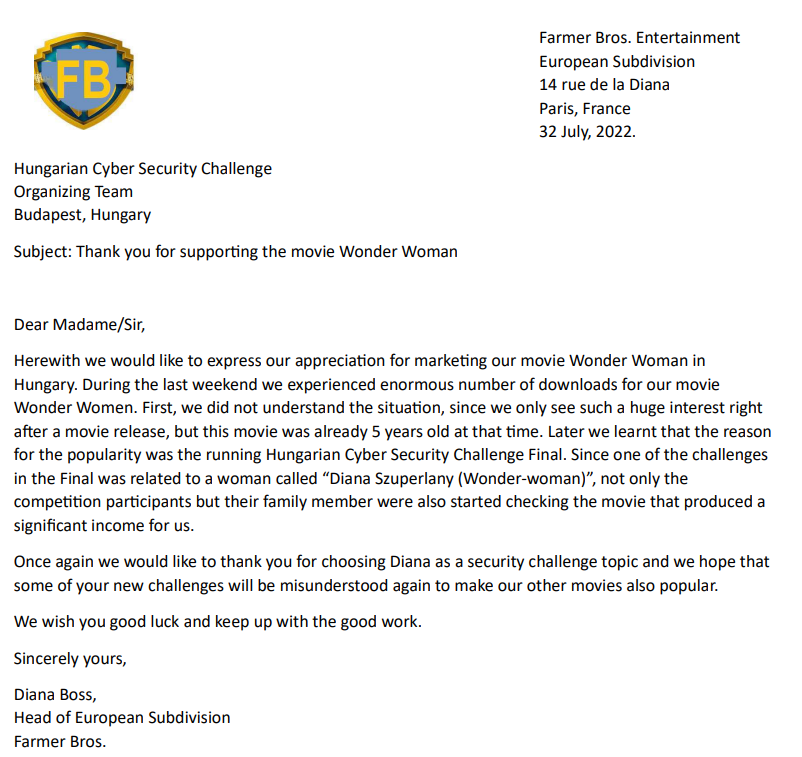 FB
Farmer Bros. Entertainment
European Subdivision
14 rue de la Diana
Paris, France
32 July, 2022.
Hungarian Cyber Security Challenge
Organizing Team
Budapest, Hungary
Subject: Thank you for supporting the movie Wonder Woman
Dear Madame/Sir,
Herewith we would like to express our appreciation for marketing our movie Wonder Woman in
Hungary. During the last weekend we experienced enormous number of downloads for our movie
Wonder Women. First, we did not understand the situation, since we only see such a huge interest right
after a movie release, but this movie was already 5 years old at that time. Later we learnt that the reason
for the popularity was the running Hungarian Cyber Security Challenge Final. Since one of the challenges
in the Final was related to a woman called “Diana Szuperlany (Wonder-woman)”, not only the
competition participants but their family member were also started checking the movie that produced a
significant income for us.
Once again we would like to thank you for choosing Diana as a security challenge topic and we hope that
some of your new challenges will be misunderstood again to make our other movies also popular.
We wish you good luck and keep up with the good work.
Sincerely yours,
Diana Boss,
Head of European Subdivision
Farmer Bros.